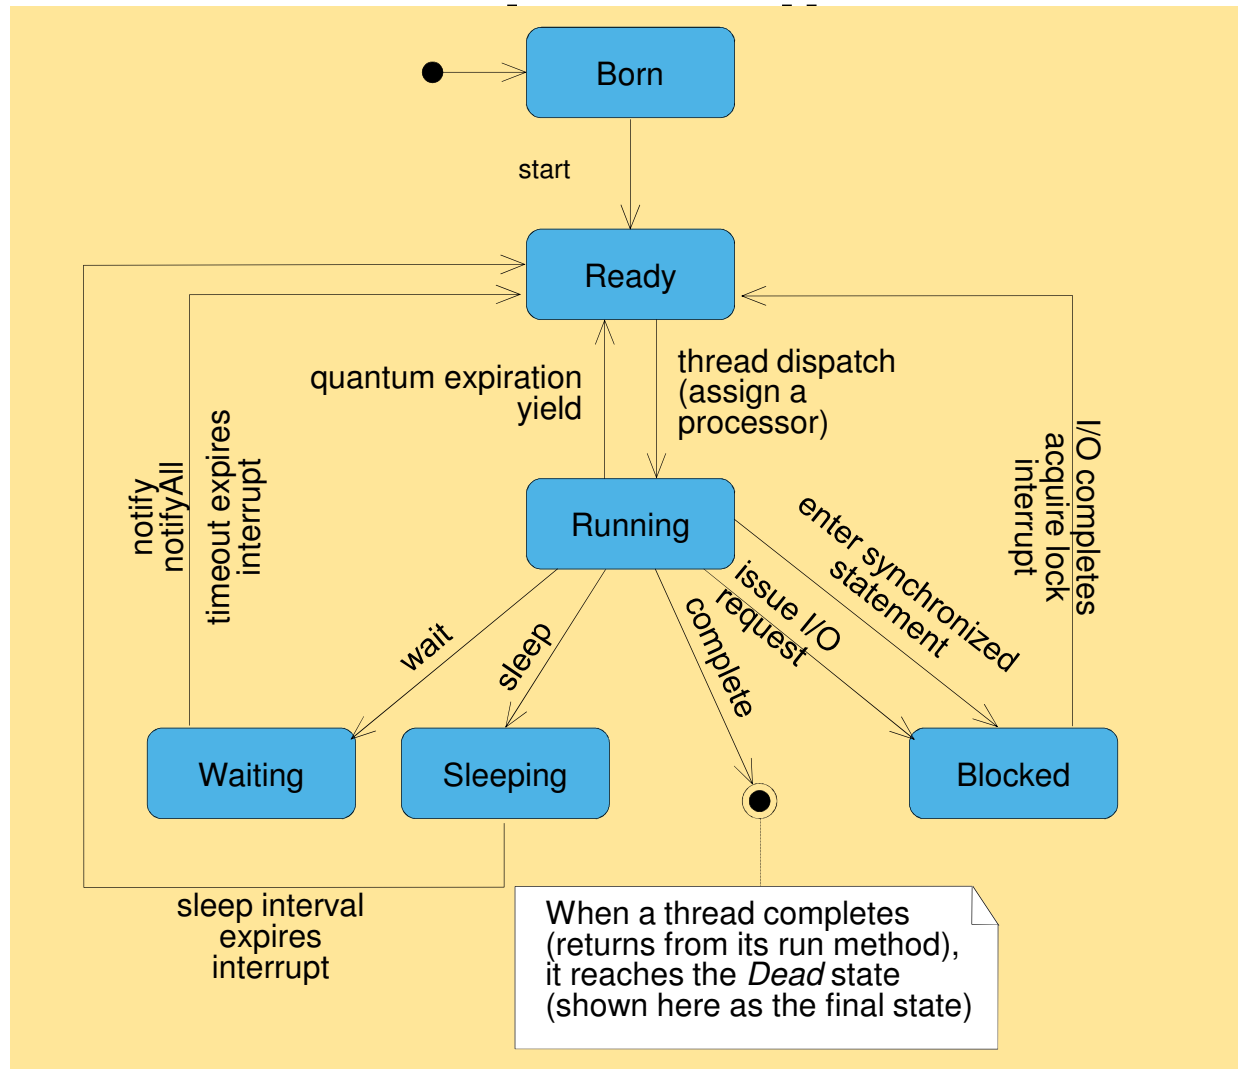 Born
start
Ready
quantum expiration
yield
thread dispatch
(assign a
processor)
notify
notifyAll
timeout expires
interrupt
I/O completes
acquire lock
interrupt
Running
enter synchronized
statement
issue I/O
request
complete
wait
sleep
Waiting
Sleeping
Blocked
sleep interval
expires
interrupt
When a thread completes
(returns from its run method),
it reaches the Dead state
(shown here as the final state)